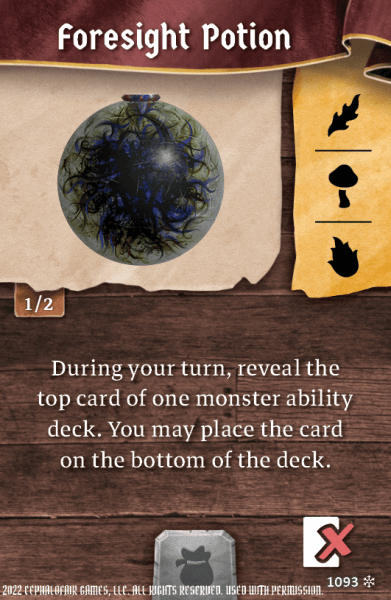 Foresight Potion
1/2
During your turn, reveal the
top card of one monster ability
deck. You may place the card
on the bottom of the deck.
1093
2022 CEPHALOFAIR GAMES, LLC. ALL RIGHTS RESERVED. USED WITH PERMISSION.